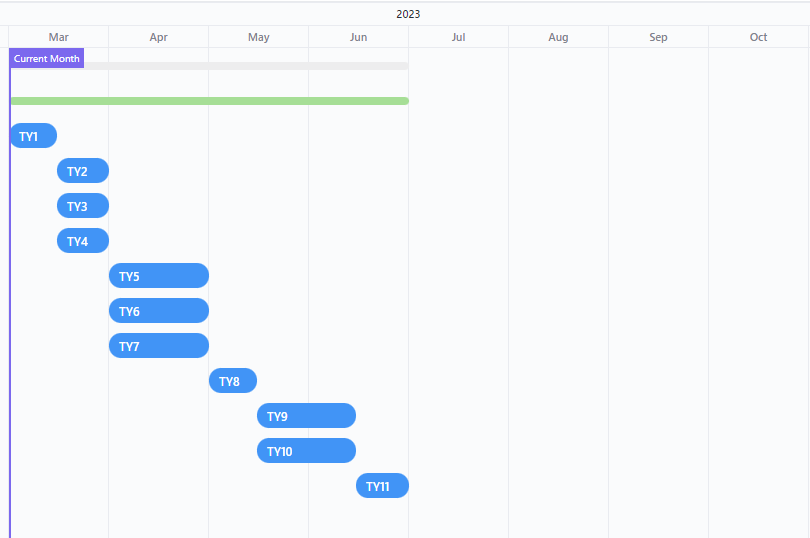 2023
Mar Apr May Jun Jul Aug Sep Oct
Current Month
TY1
TY2
TY3
TY4
TY5
TY6
TY7
TY8
TY9
TY10
TY11